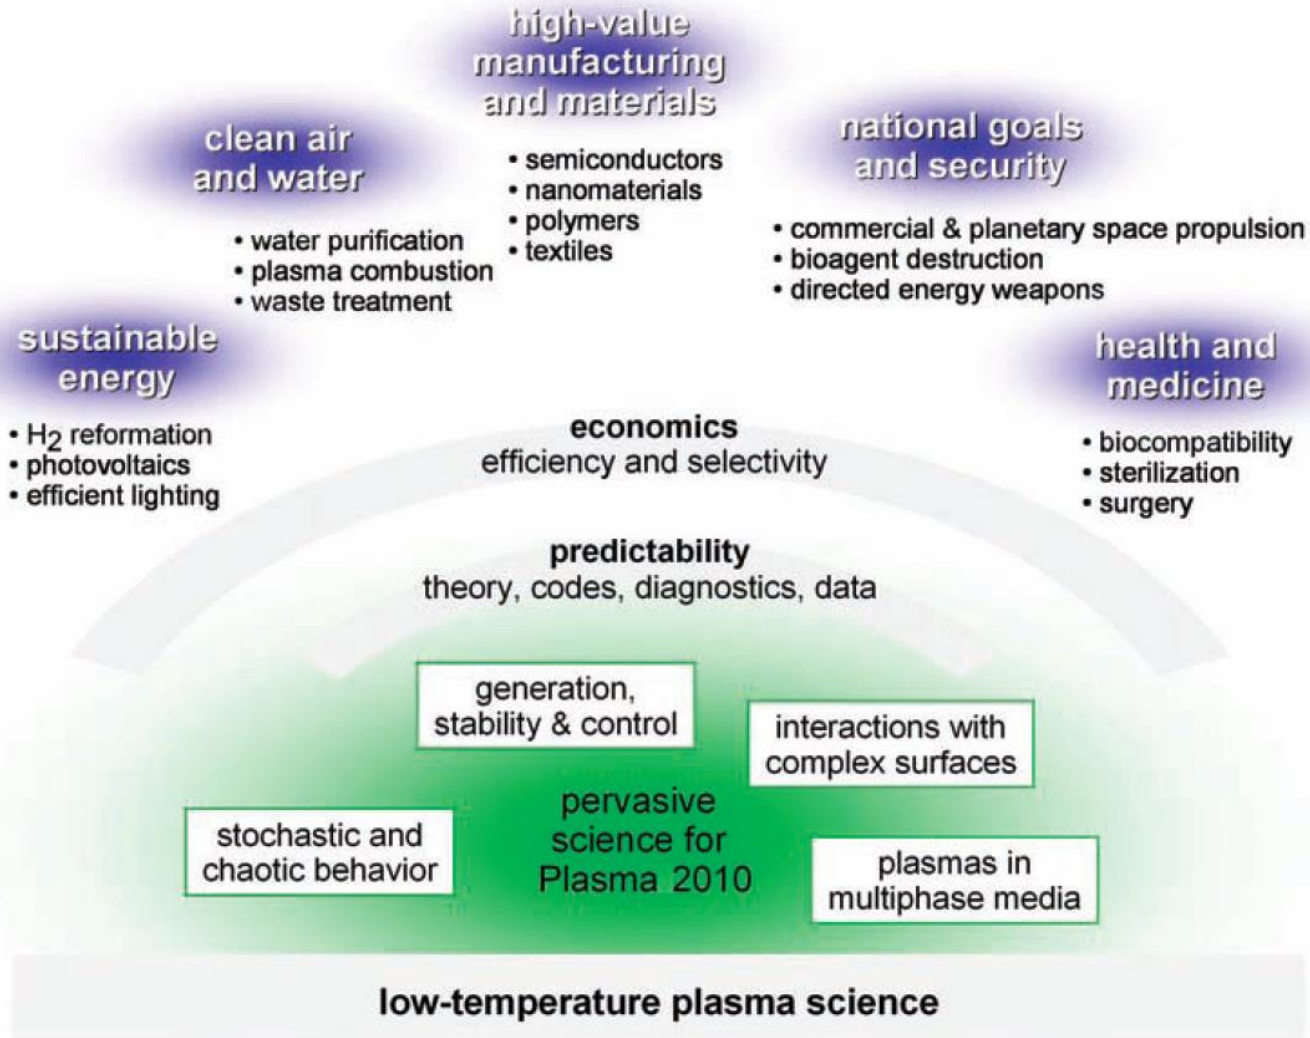 high-value
manufacturing
and materials
• semiconductors
• nanomaterials
• polymers
• textiles
clean air
and water
• water purification
• plasma combustion
• waste treatment
national goals
and security
• commercial & planetary space propulsion
• bioagent destruction
• directed energy weapons
sustainable
energy
• H2 reformation
• photovoltaics
• efficient lighting
health and
medicine
• biocompatibility
• sterilization
• surgery
economics
efficiency and selectivity
predictability
theory, codes, diagnostics, data
generation,
stability & control
interactions with
complex surfaces
stochastic and
chaotic behavior
pervasive
science for
Plasma 2010
plasmas in
multiphase media
low-temperature plasma science